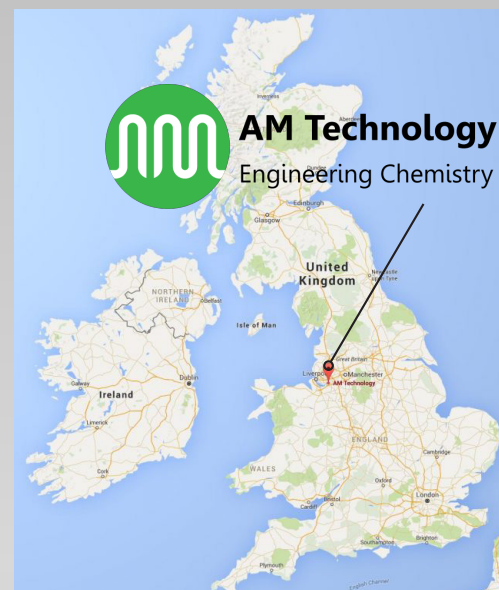 Inverness
Aberdeen
AM Technology
Engineering Chemistry
Dundee
Edinburgh
Glasgow
United
Kingdom
Newcastle
upon Tyne
NORTHERN
IRELAND
Belfast
Isle of Man
Great Britain
Dublin
Liverpool
Manchester
AM Technology
Galway
Ireland
Limerick
ENGLAND
Cambridge
Cork
WALES
Oxford
London
Cardiff
Bristol
Southampton
Brighton
Plymouth
English Channel